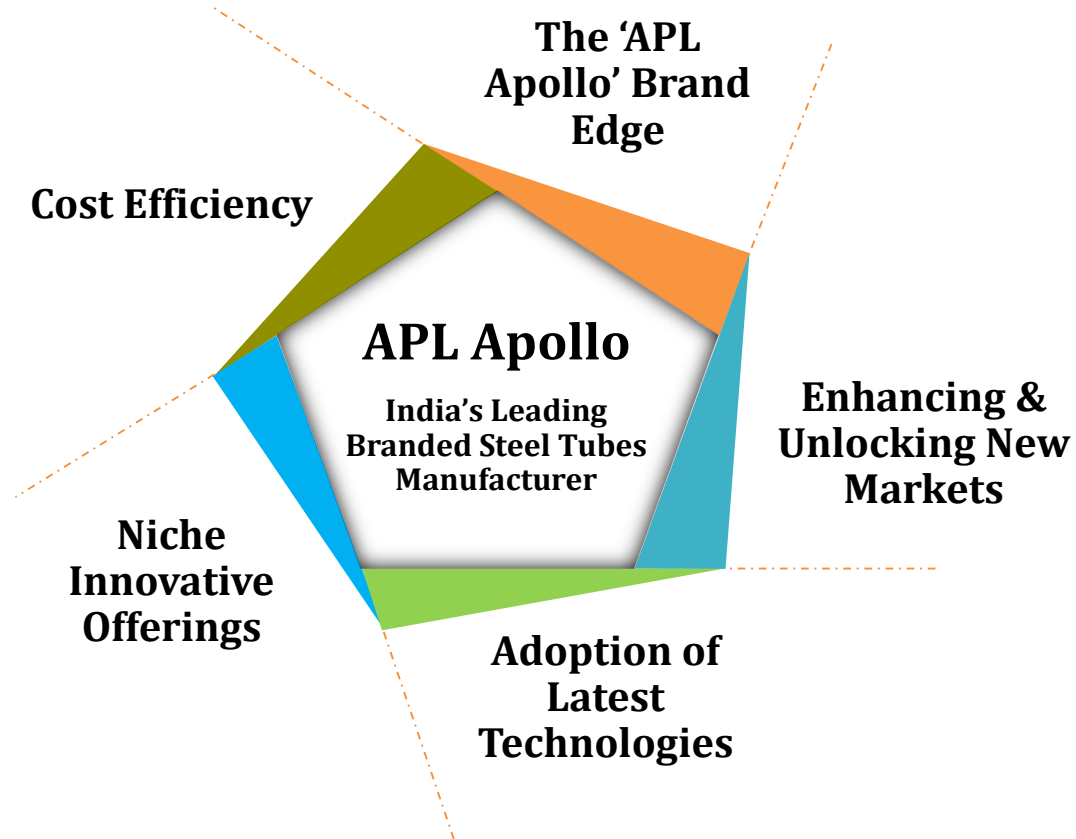 The ‘APL
Apollo’ Brand
Edge
Cost Efficiency
APL Apollo
India’s Leading
Branded Steel Tubes
Manufacturer
Enhancing &
Unlocking New
Markets
Niche
Innovative
Offerings
Adoption of
Latest
Technologies